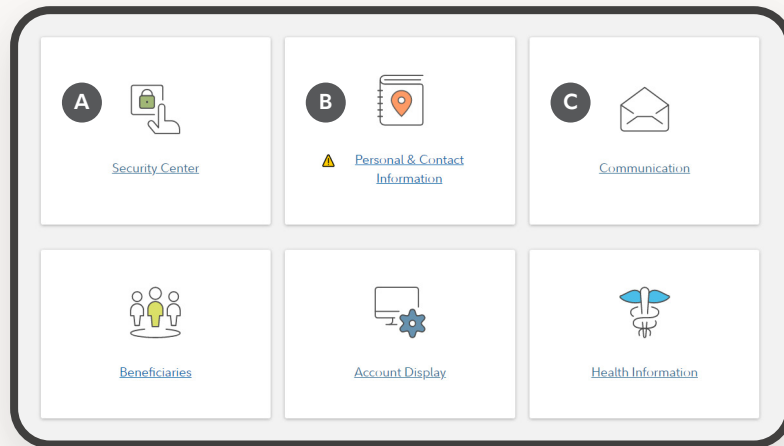 A
B
C
Security Center
Personal & Contact
Information
Communication
Beneficiaries
Account Display
Health Information